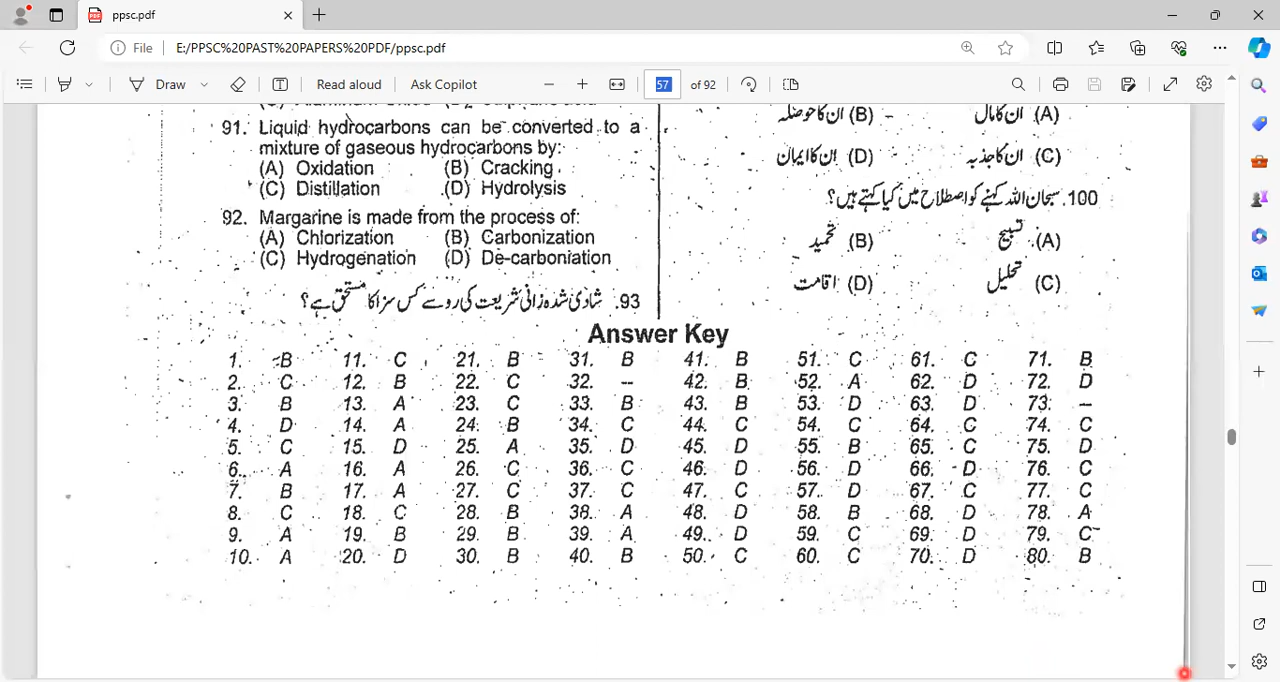 ppsc.pdf
File E:/PPSC%20PAST%20PAPERS%20PDF/ppsc.pdf
Draw Read aloud Ask Copilot 57 of 92
91. Liquid hydrocarbons can be converted to a
mixture of gaseous hydrocarbons by:
(A) Oxidation (B) Cracking
(C) Distillation (D) Hydrolysis
92. Margarine is made from the process of:
(A) Chlorization (B) Carbonization
(C) Hydrogenation (D) De-carboniation
93. شادی شدہ زانی شریعت کی رو سے کس سزا کا مستحق ہے؟
(A) ان کا مال (B) ان کا حوصلہ
(C) ان کا جذبہ (D) ان کا ایمان
100. سبحان اللہ کہنے کو اصطلاح میں کیا کہتے ہیں؟
(A) تسبیح (B) تحمید
(C) تحلیل (D) اقامت
Answer Key
1. B 11. C 21. B 31. B 41. B 51. C 61. C 71. B
2. C 12. B 22. C 32. -- 42. B 52. A 62. D 72. D
3. B 13. A 23. C 33. B 43. B 53. D 63. D 73. --
4. D 14. A 24. B 34. C 44. C 54. C 64. C 74. C
5. C 15. D 25. A 35. D 45. D 55. B 65. C 75. D
6. A 16. A 26. C 36. C 46. D 56. D 66. D 76. C
7. B 17. A 27. C 37. C 47. C 57. D 67. C 77. C
8. C 18. C 28. B 38. A 48. D 58. B 68. D 78. A
9. A 19. B 29. B 39. A 49. D 59. C 69. D 79. C
10. A 20. D 30. B 40. B 50. C 60. C 70. D 80. B